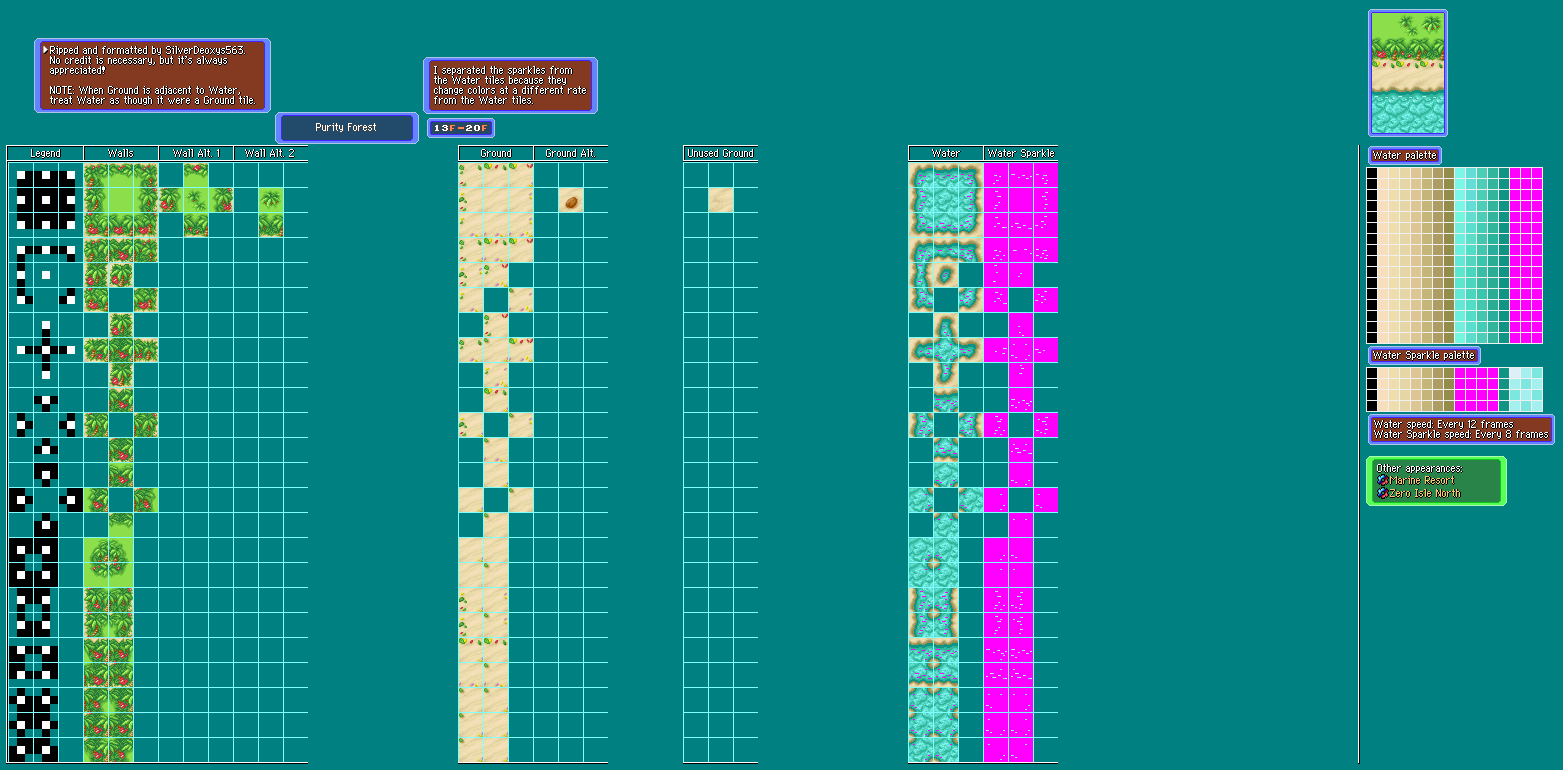 Ripped and formatted by SilverDeoxys563.
No credit is necessary, but it's always
appreciated!
NOTE: When Ground is adjacent to Water,
treat Water as though it were a Ground tile.
I separated the sparkles from
the Water tiles because they
change colors at a different rate
from the Water tiles.
Purity Forest
13F-20F
Legend
Walls
Wall Alt. 1
Wall Alt. 2
Ground
Ground Alt.
Unused Ground
Water
Water Sparkle
Water palette
Water Sparkle palette
Water speed: Every 12 frames
Water Sparkle speed: Every 8 frames
Other appearances:
Marine Resort
Zero Isle North